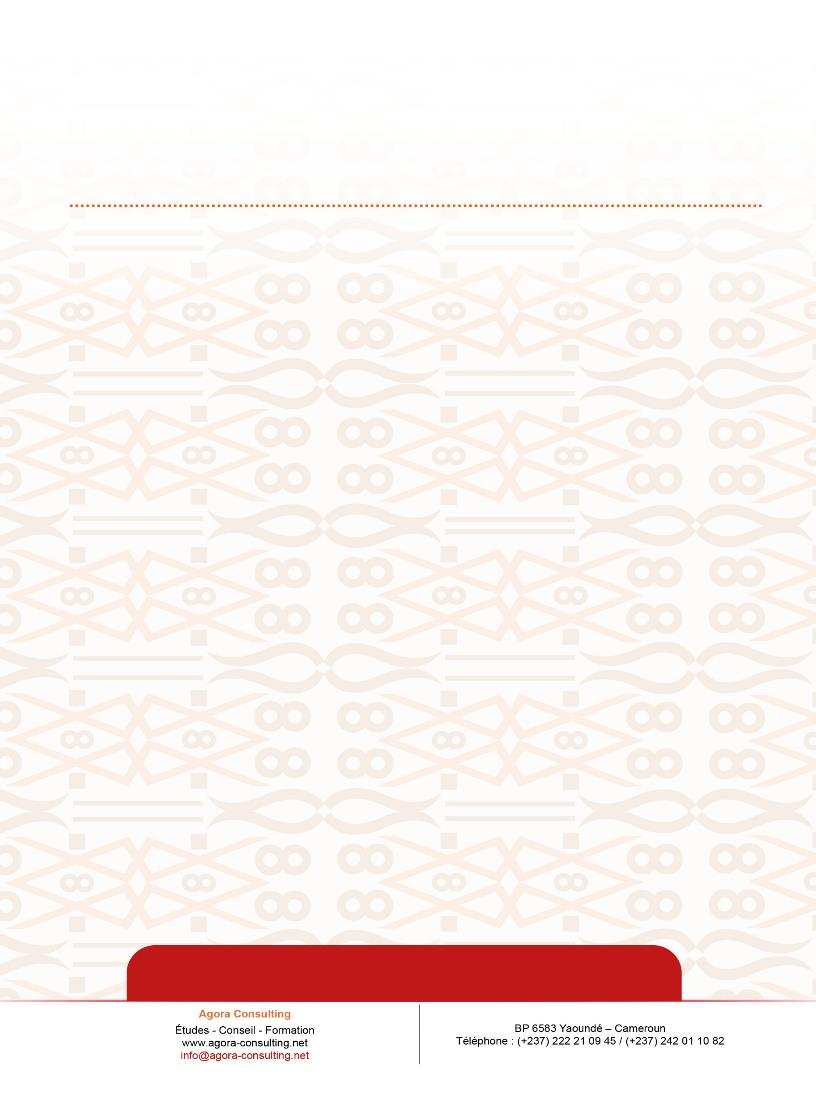 Agora Consulting
Études - Conseil - Formation
www.agora-consulting.net
info@agora-consulting.net
BP 6583 Yaoundé – Cameroun
Téléphone : (+237) 222 21 09 45 / (+237) 242 01 10 82